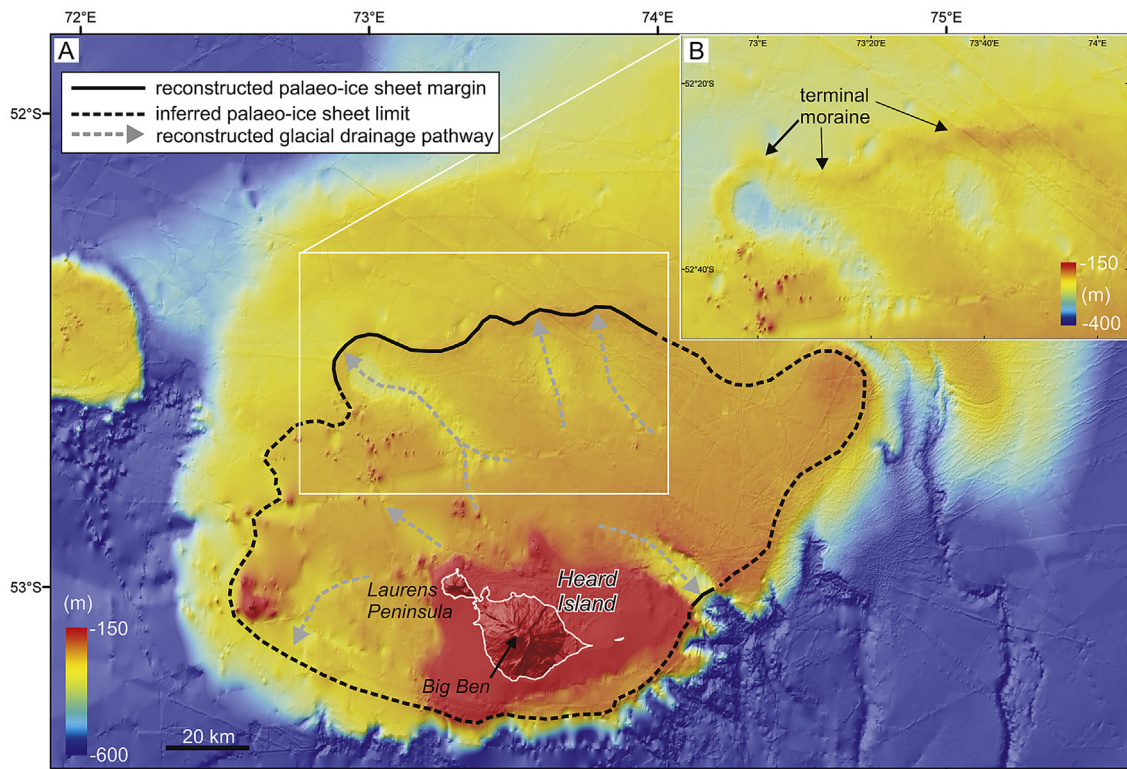 72°E 73°E 74°E 75°E
A
reconstructed palaeo-ice sheet margin
inferred palaeo-ice sheet limit
reconstructed glacial drainage pathway
B
73°E 73°20'E 73°40'E 74°E
52°20'S
terminal
moraine
52°40'S
-150
(m)
-400
52°S
53°S
Laurens
Peninsula
Heard
Island
Big Ben
(m)
-150
-600
20 km